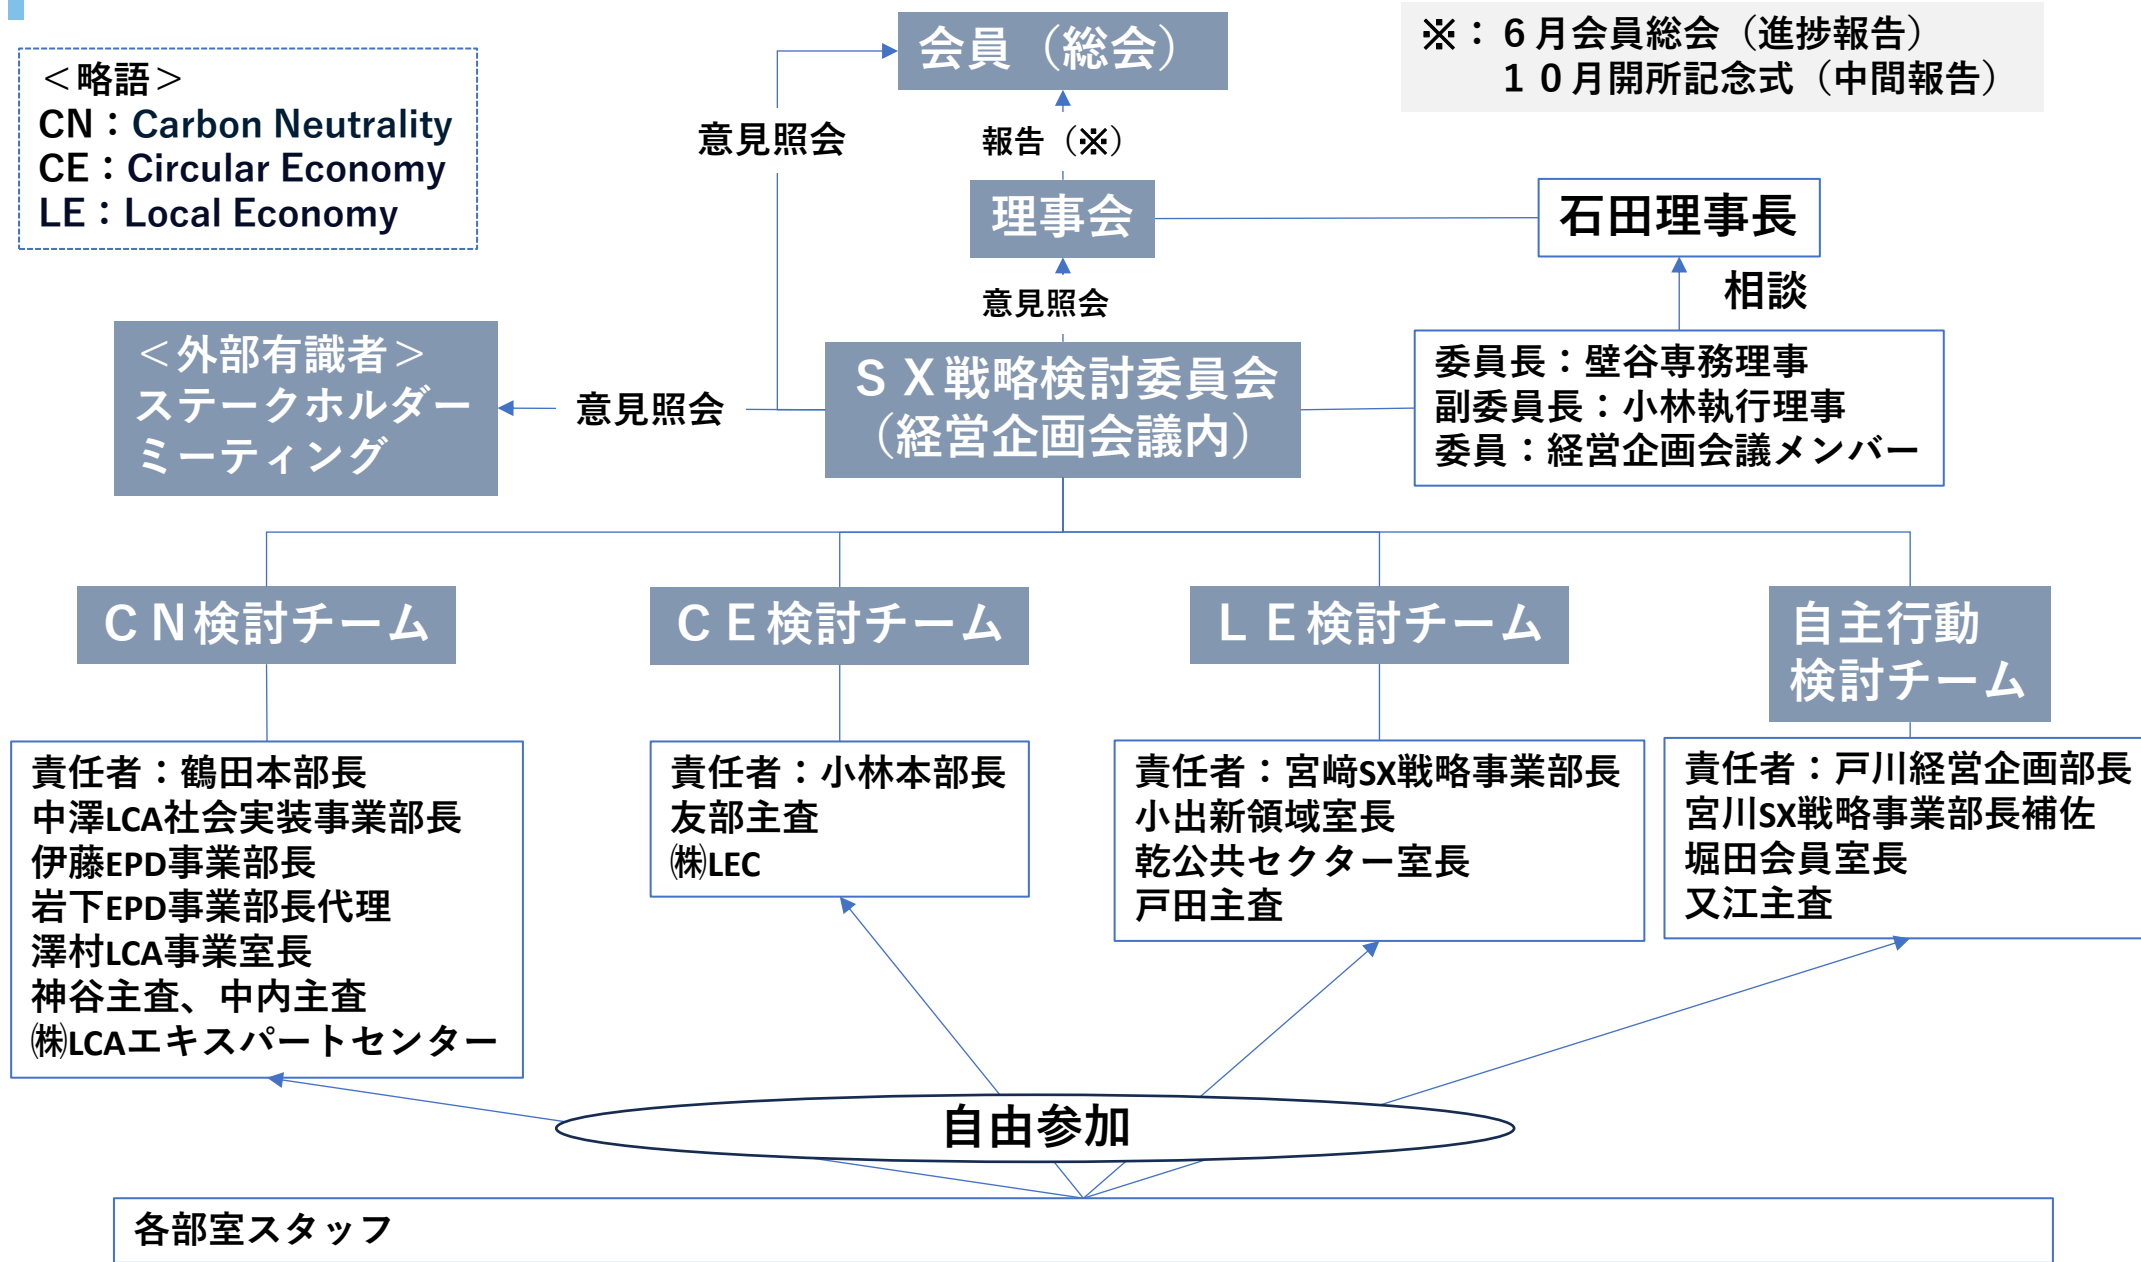 ＜略語＞
CN：Carbon Neutrality
CE：Circular Economy
LE：Local Economy
会員（総会）
※：６月会員総会（進捗報告）
１０月開所記念式（中間報告）
意見照会
報告（※）
理事会
石田理事長
意見照会
相談
＜外部有識者＞
ステークホルダー
ミーティング
意見照会
ＳＸ戦略検討委員会
（経営企画会議内）
委員長：壁谷専務理事
副委員長：小林執行理事
委員：経営企画会議メンバー
ＣＮ検討チーム
ＣＥ検討チーム
ＬＥ検討チーム
自主行動
検討チーム
責任者：鶴田本部長
中澤LCA社会実装事業部長
伊藤EPD事業部長
岩下EPD事業部長代理
澤村LCA事業室長
神谷主査、中内主査
㈱LCAエキスパートセンター
責任者：小林本部長
友部主査
㈱LEC
責任者：宮﨑SX戦略事業部長
小出新領域室長
乾公共セクター室長
戸田主査
責任者：戸川経営企画部長
宮川SX戦略事業部長補佐
堀田会員室長
又江主査
自由参加
各部室スタッフ